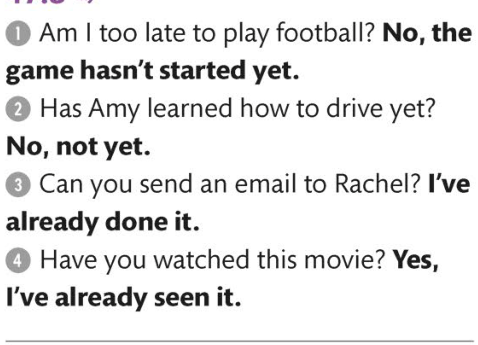 1 Am I too late to play football? No, the
game hasn't started yet.
2 Has Amy learned how to drive yet?
No, not yet.
3 Can you send an email to Rachel? I've
already done it.
4 Have you watched this movie? Yes,
I've already seen it.